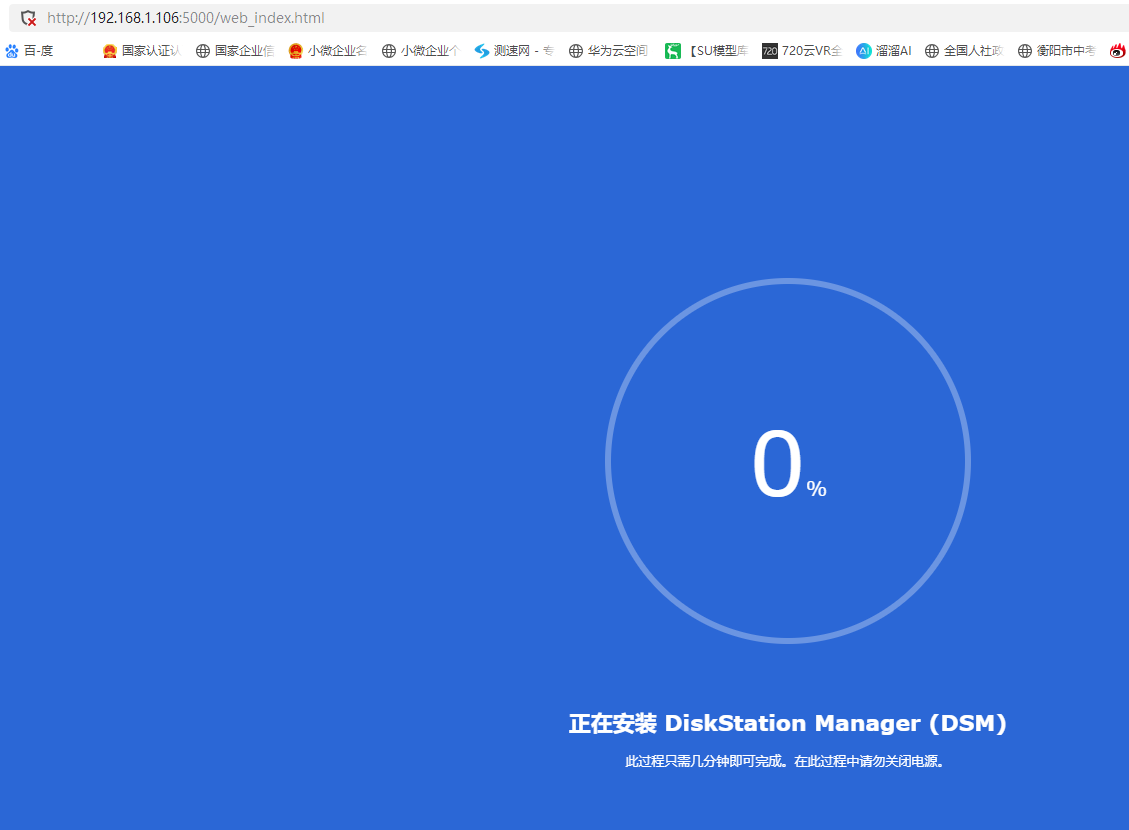 http://192.168.1.106:5000/web_index.html
百-度 国家认证认 国家企业信 小微企业名 小微企业个 测速网 - 专 华为云空间 【SU模型库 720云VR全 溜溜AI 全国人社政 衡阳市中考
0%
正在安装 DiskStation Manager (DSM)
此过程只需几分钟即可完成。在此过程中请勿关闭电源。